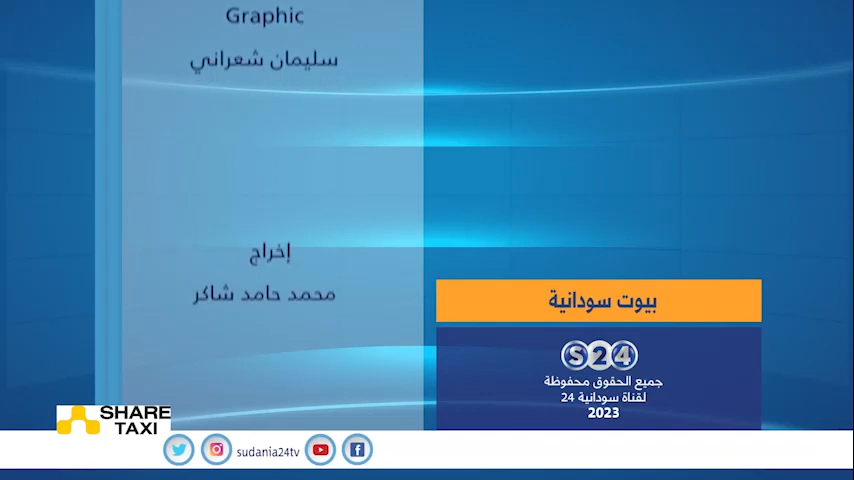 Graphic
سليمان شعراني
إخراج
محمد حامد شاكر
بيوت سودانية
S24
جميع الحقوق محفوظة
لقناة سودانية 24
2023
SHARE
TAXI
sudania24tv